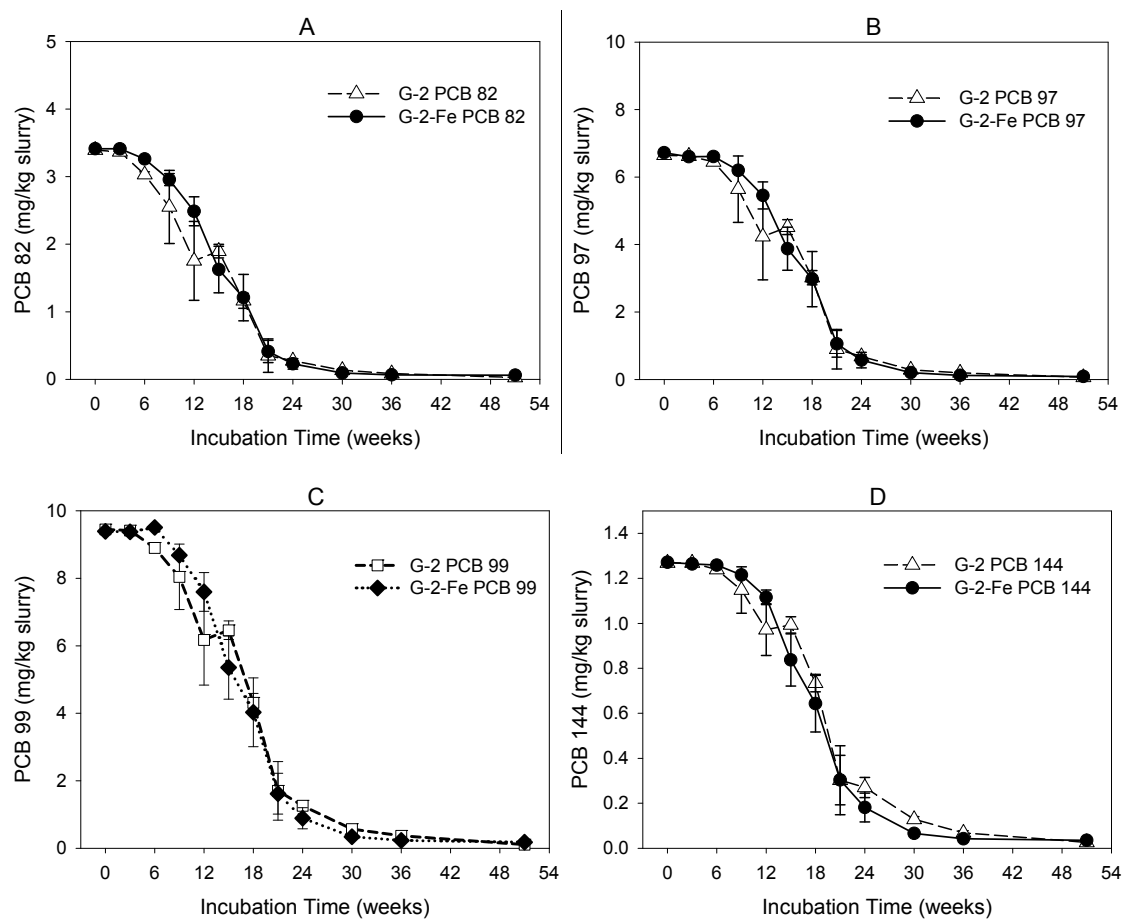 A
5
4
3
2
1
0
PCB 82 (mg/kg slurry)
G-2 PCB 82
G-2-Fe PCB 82
0 6 12 18 24 30 36 42 48 54
Incubation Time (weeks)
B
10
8
6
4
2
0
PCB 97 (mg/kg slurry)
G-2 PCB 97
G-2-Fe PCB 97
0 6 12 18 24 30 36 42 48 54
Incubation Time (weeks)
C
10
8
6
4
2
0
PCB 99 (mg/kg slurry)
G-2 PCB 99
G-2-Fe PCB 99
0 6 12 18 24 30 36 42 48 54
Incubation Time (weeks)
D
1.4
1.2
1.0
0.8
0.6
0.4
0.2
0.0
PCB 144 (mg/kg slurry)
G-2 PCB 144
G-2-Fe PCB 144
0 6 12 18 24 30 36 42 48 54
Incubation Time (weeks)